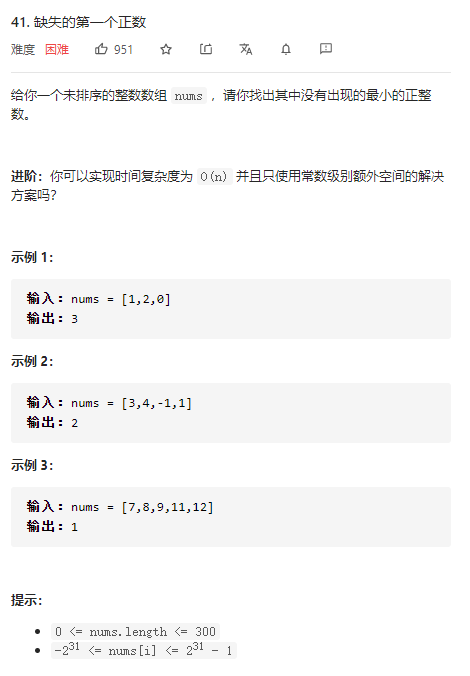 41. 缺失的第一个正数
难度 困难 951
给你一个未排序的整数数组 nums ，请你找出其中没有出现的最小的正整
数。
进阶：你可以实现时间复杂度为 O(n) 并且只使用常数级别额外空间的解决
方案吗？
示例 1：
输入：nums = [1,2,0]
输出：3
示例 2：
输入：nums = [3,4,-1,1]
输出：2
示例 3：
输入：nums = [7,8,9,11,12]
输出：1
提示：
0 <= nums.length <= 300
-2³¹ <= nums[i] <= 2³¹ - 1